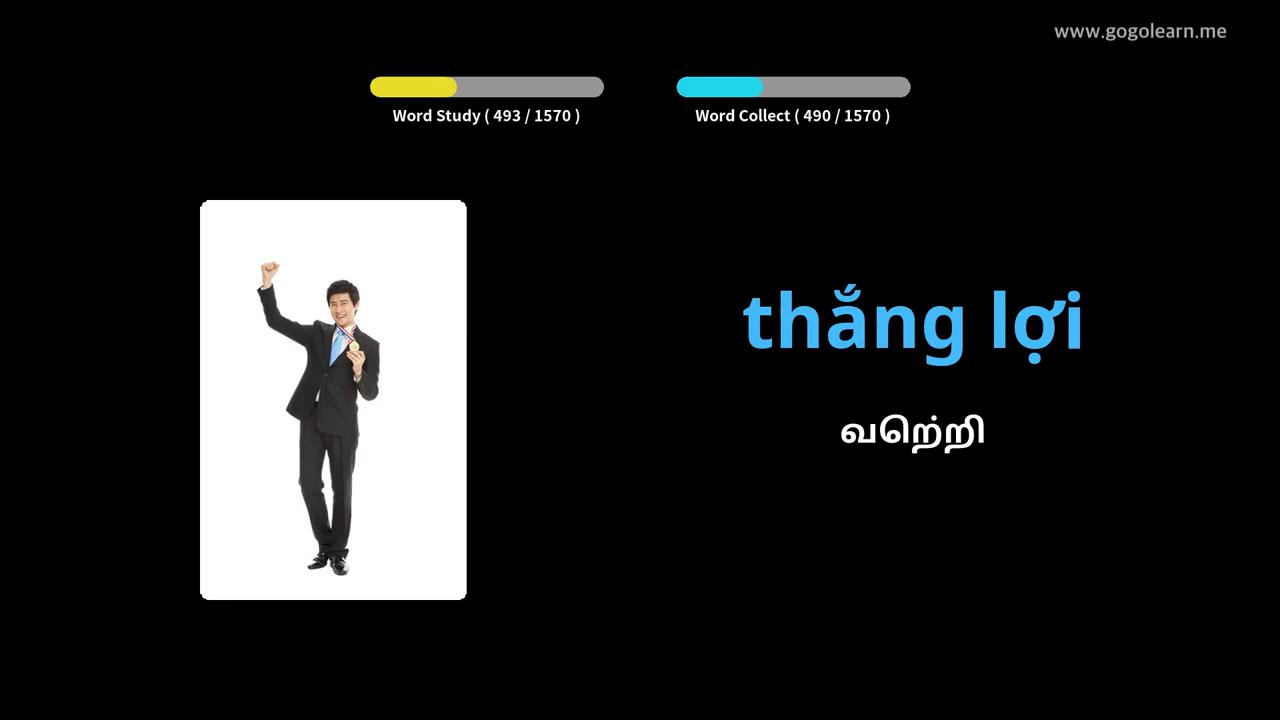 www.gogolearn.me
Word Study ( 493 / 1570 )
Word Collect ( 490 / 1570 )
thắng lợi
வெற்றி